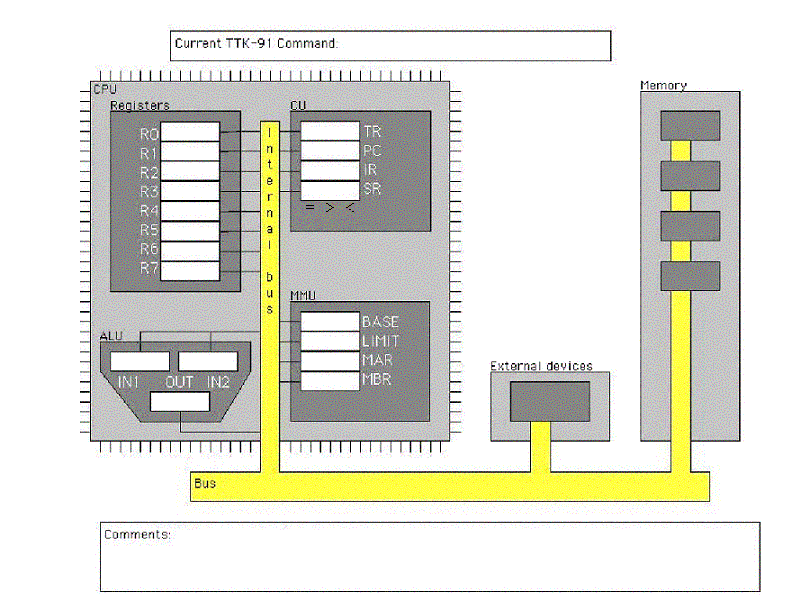 Current TTK-91 Command:
CPU
Registers
R0
R1
R2
R3
R4
R5
R6
R7
Internal bus
CU
TR
PC
IR
SR
= > <
MMU
BASE
LIMIT
MAR
MBR
ALU
IN1 OUT IN2
External devices
Memory
Bus
Comments: